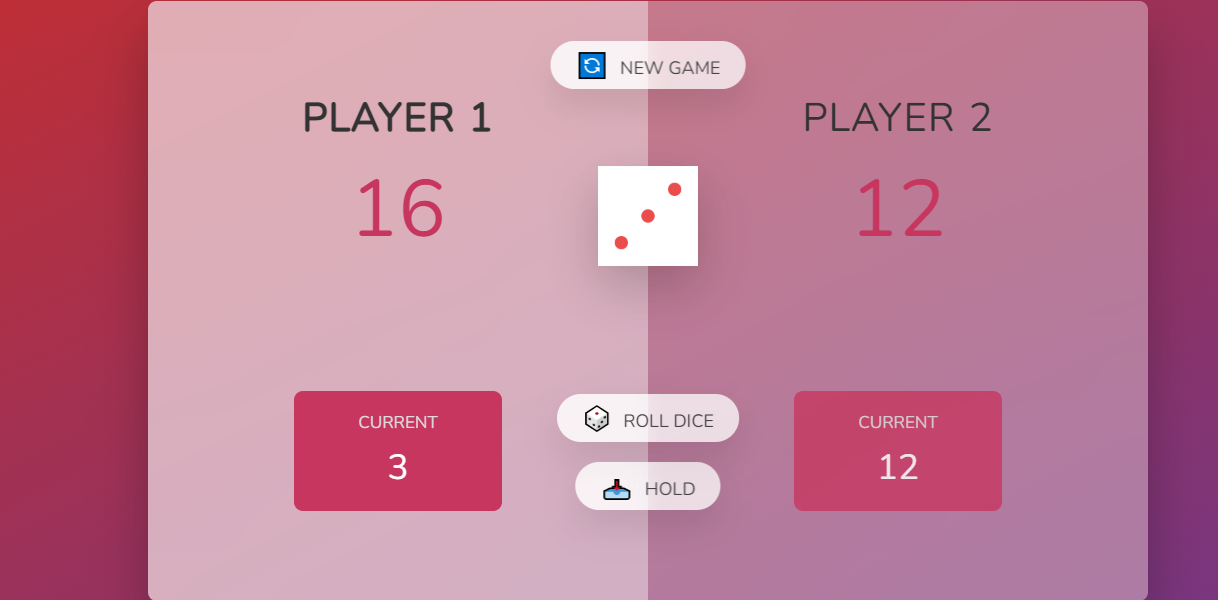 NEW GAME
PLAYER 1
16
CURRENT
3
PLAYER 2
12
CURRENT
12
ROLL DICE
HOLD